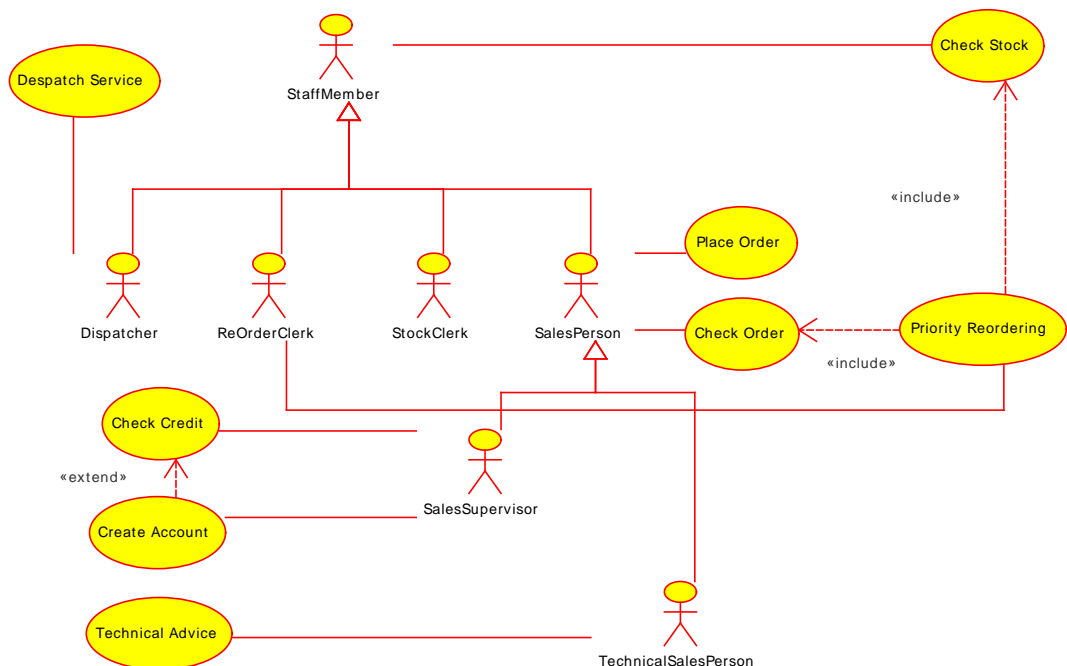 Check Stock
Despatch Service
StaffMember
«include»
Place Order
Dispatcher
ReOrderClerk
StockClerk
SalesPerson
Check Order
Priority Reordering
«include»
Check Credit
«extend»
SalesSupervisor
Create Account
Technical Advice
TechnicalSalesPerson